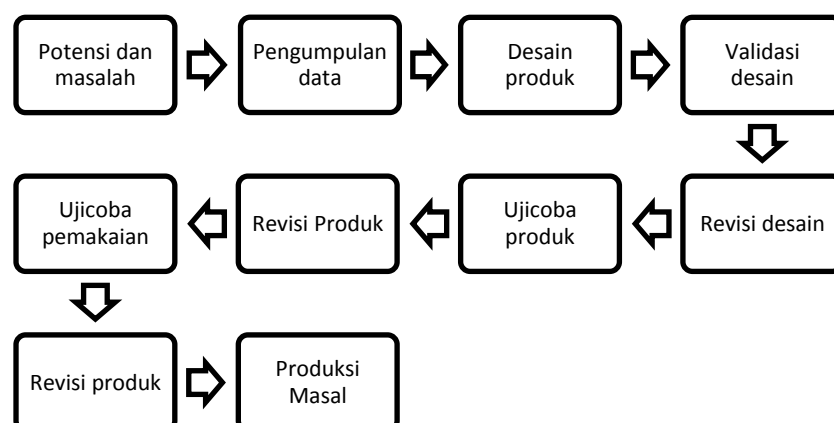 Potensi dan
masalah
Pengumpulan
data
Desain
produk
Validasi
desain
Revisi desain
Ujicoba
produk
Revisi Produk
Ujicoba
pemakaian
Revisi produk
Produksi
Masal